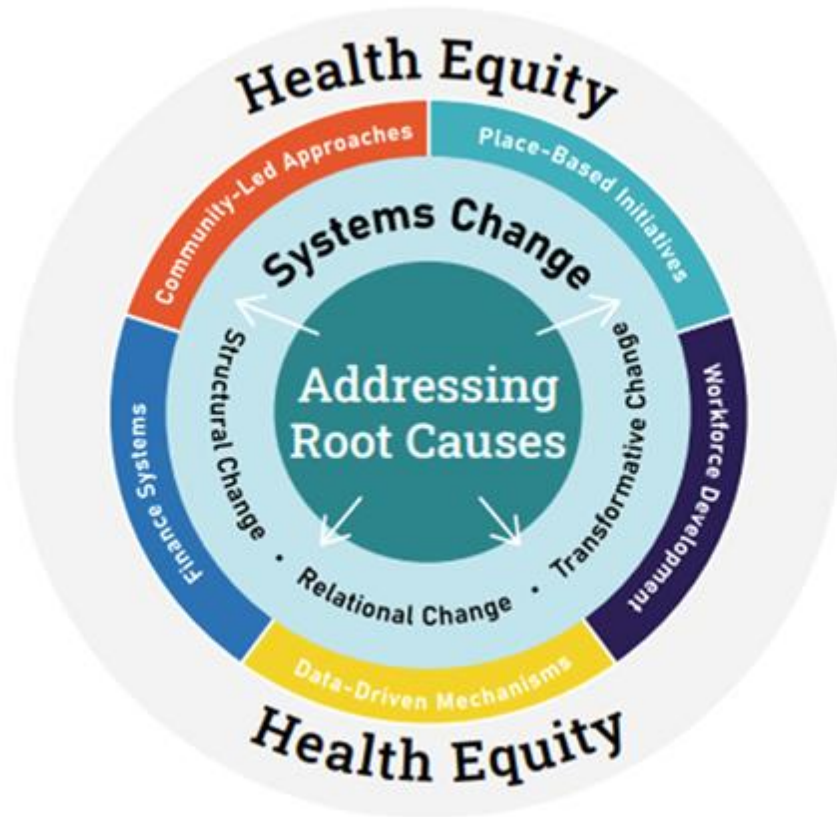 Health Equity
Community-Led Approaches
Place-Based Initiatives
Systems Change
Addressing
Root Causes
Structural Change • Relational Change • Transformative Change
Finance Systems
Workforce Development
Data-Driven Mechanisms
Health Equity